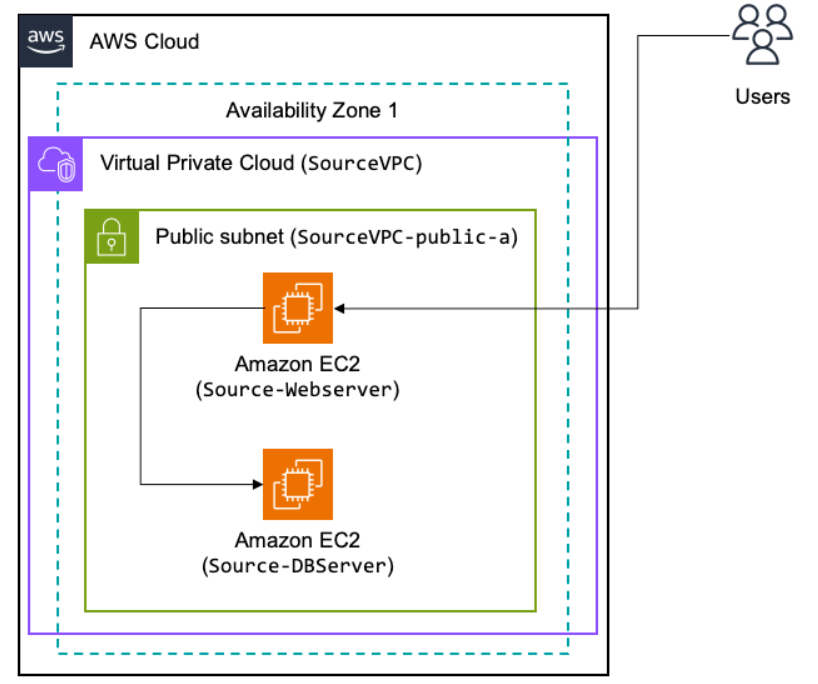 aws
AWS Cloud
Users
Availability Zone 1
Virtual Private Cloud (SourceVPC)
Public subnet (SourceVPC-public-a)
Amazon EC2
(Source-Webserver)
Amazon EC2
(Source-DBServer)